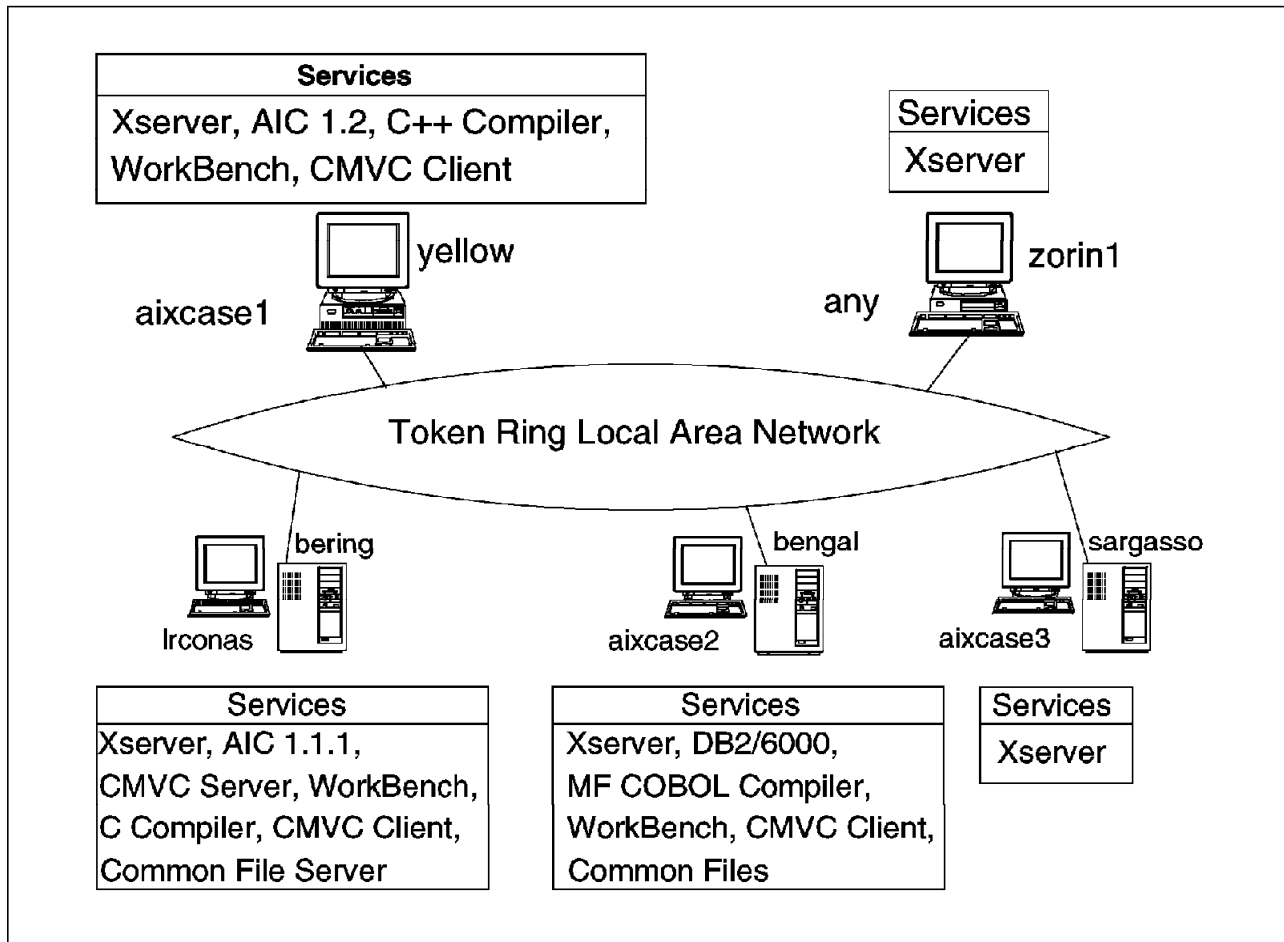 Services
Xserver, AIC 1.2, C++ Compiler,
WorkBench, CMVC Client
Services
Xserver
yellow
aixcase1
zorin1
any
Token Ring Local Area Network
bering
lrconas
bengal
aixcase2
sargasso
aixcase3
Services
Xserver, AIC 1.1.1,
CMVC Server, WorkBench,
C Compiler, CMVC Client,
Common File Server
Services
Xserver, DB2/6000,
MF COBOL Compiler,
WorkBench, CMVC Client,
Common Files
Services
Xserver